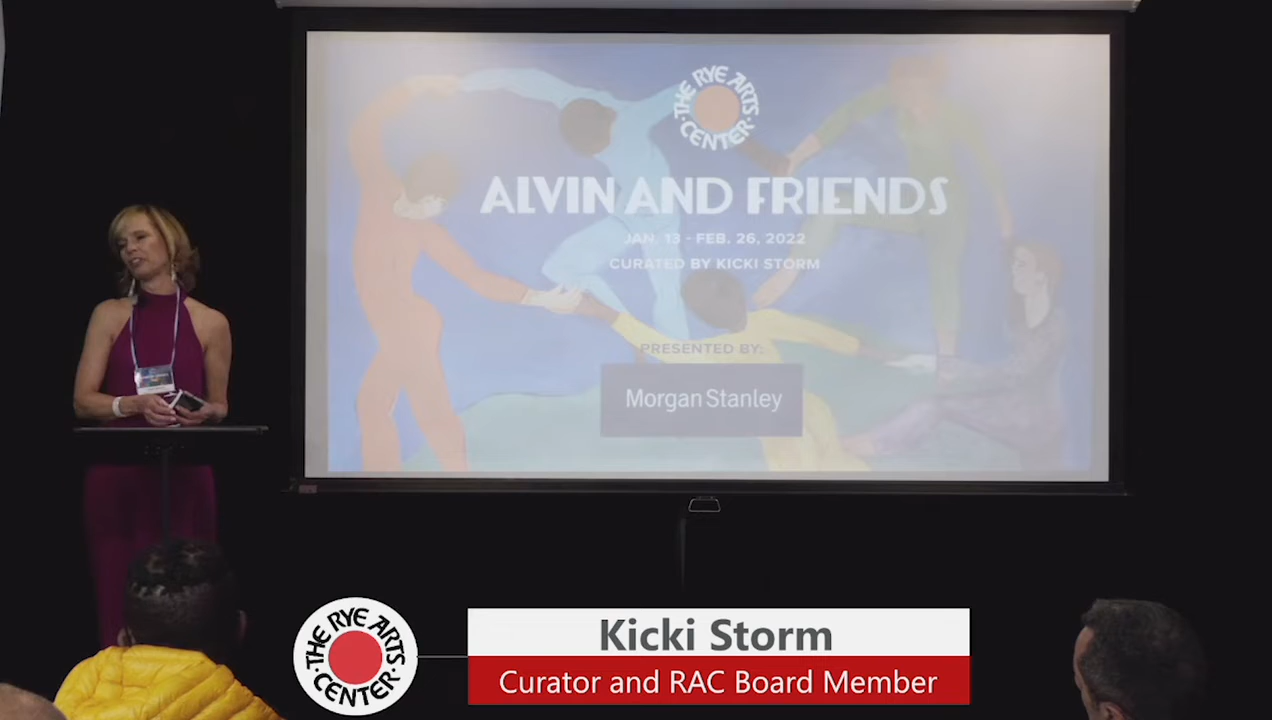 THE RYE ARTS
CENTER
ALVIN AND FRIENDS
JAN. 13 - FEB. 26, 2022
CURATED BY KICKI STORM
PRESENTED BY:
Morgan Stanley
THE RYE ARTS
CENTER
Kicki Storm
Curator and RAC Board Member